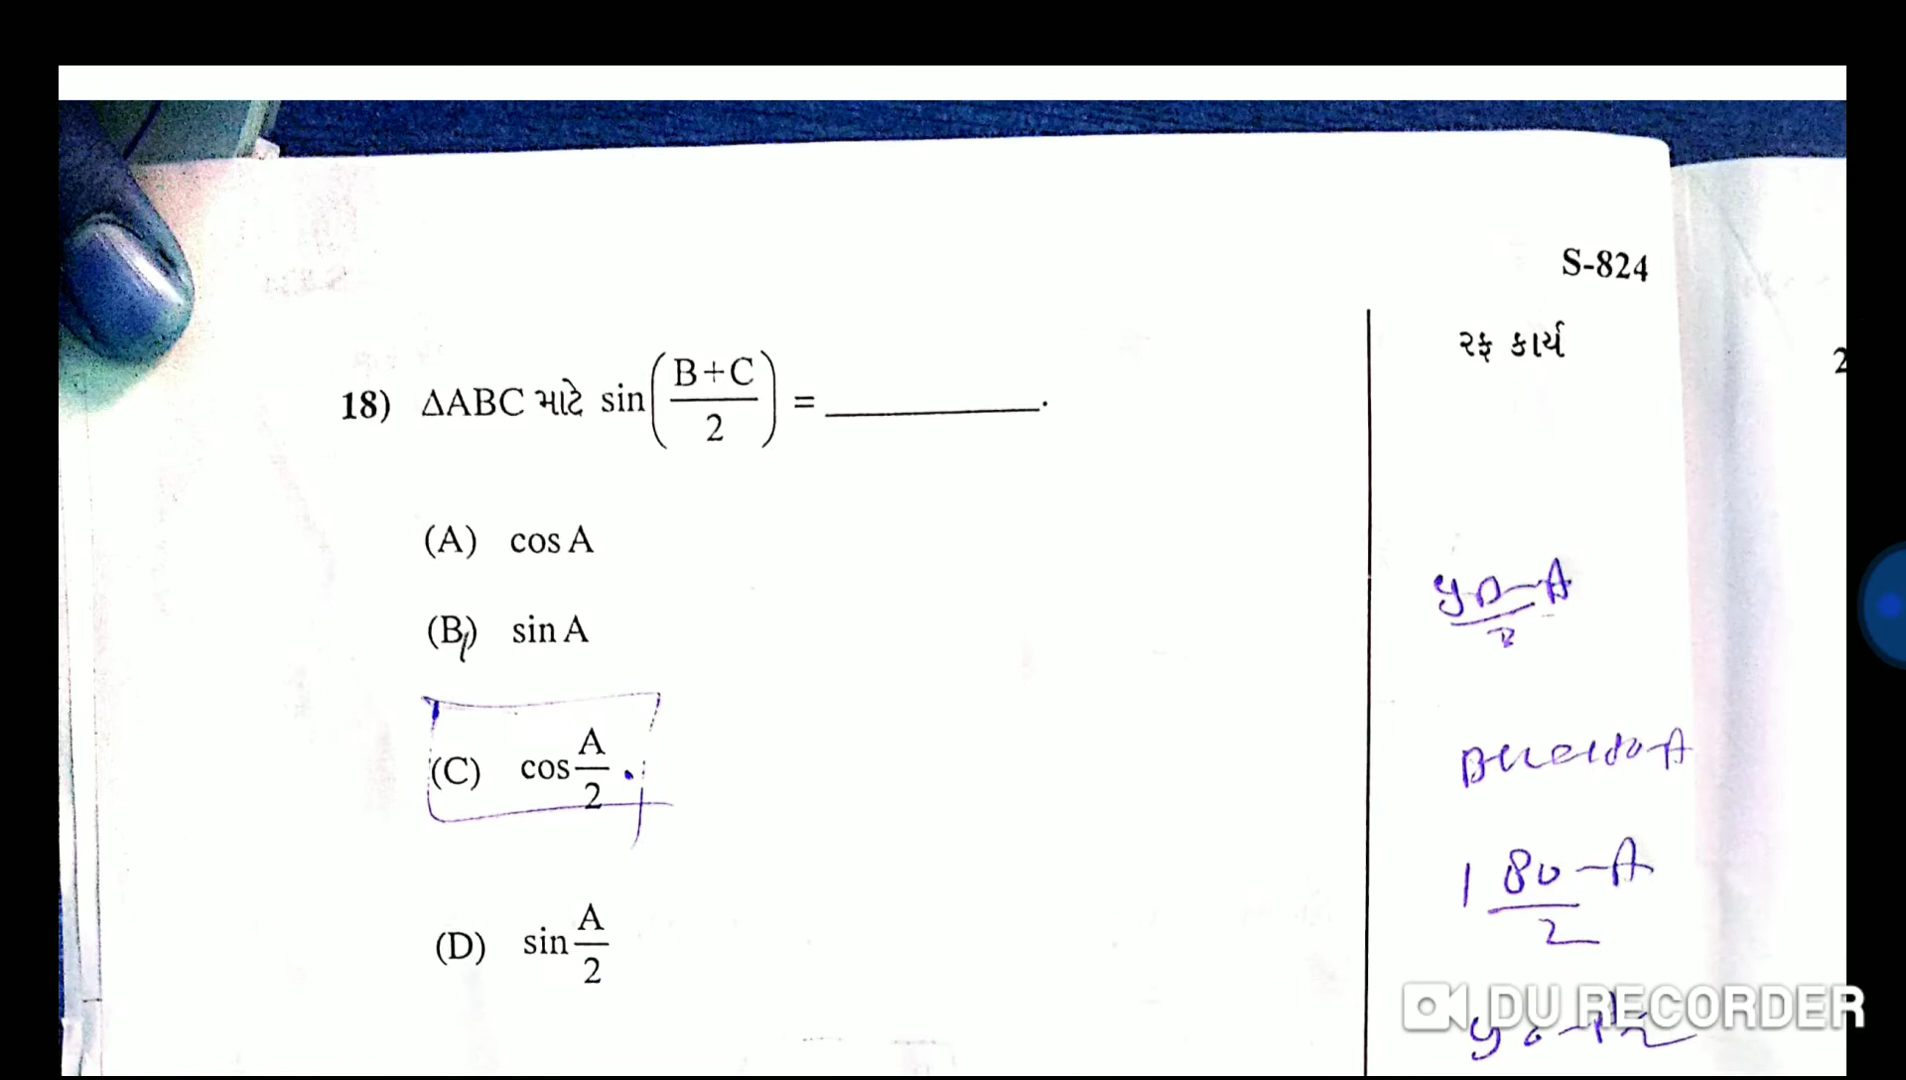 S-824
રફ કાર્ય
2
18) ΔABC માટે sin(B+C/2) = ________.
(A) cos A
(B) sin A
(C) cos A/2
(D) sin A/2
90-A/2
180-A/2
DU RECORDER